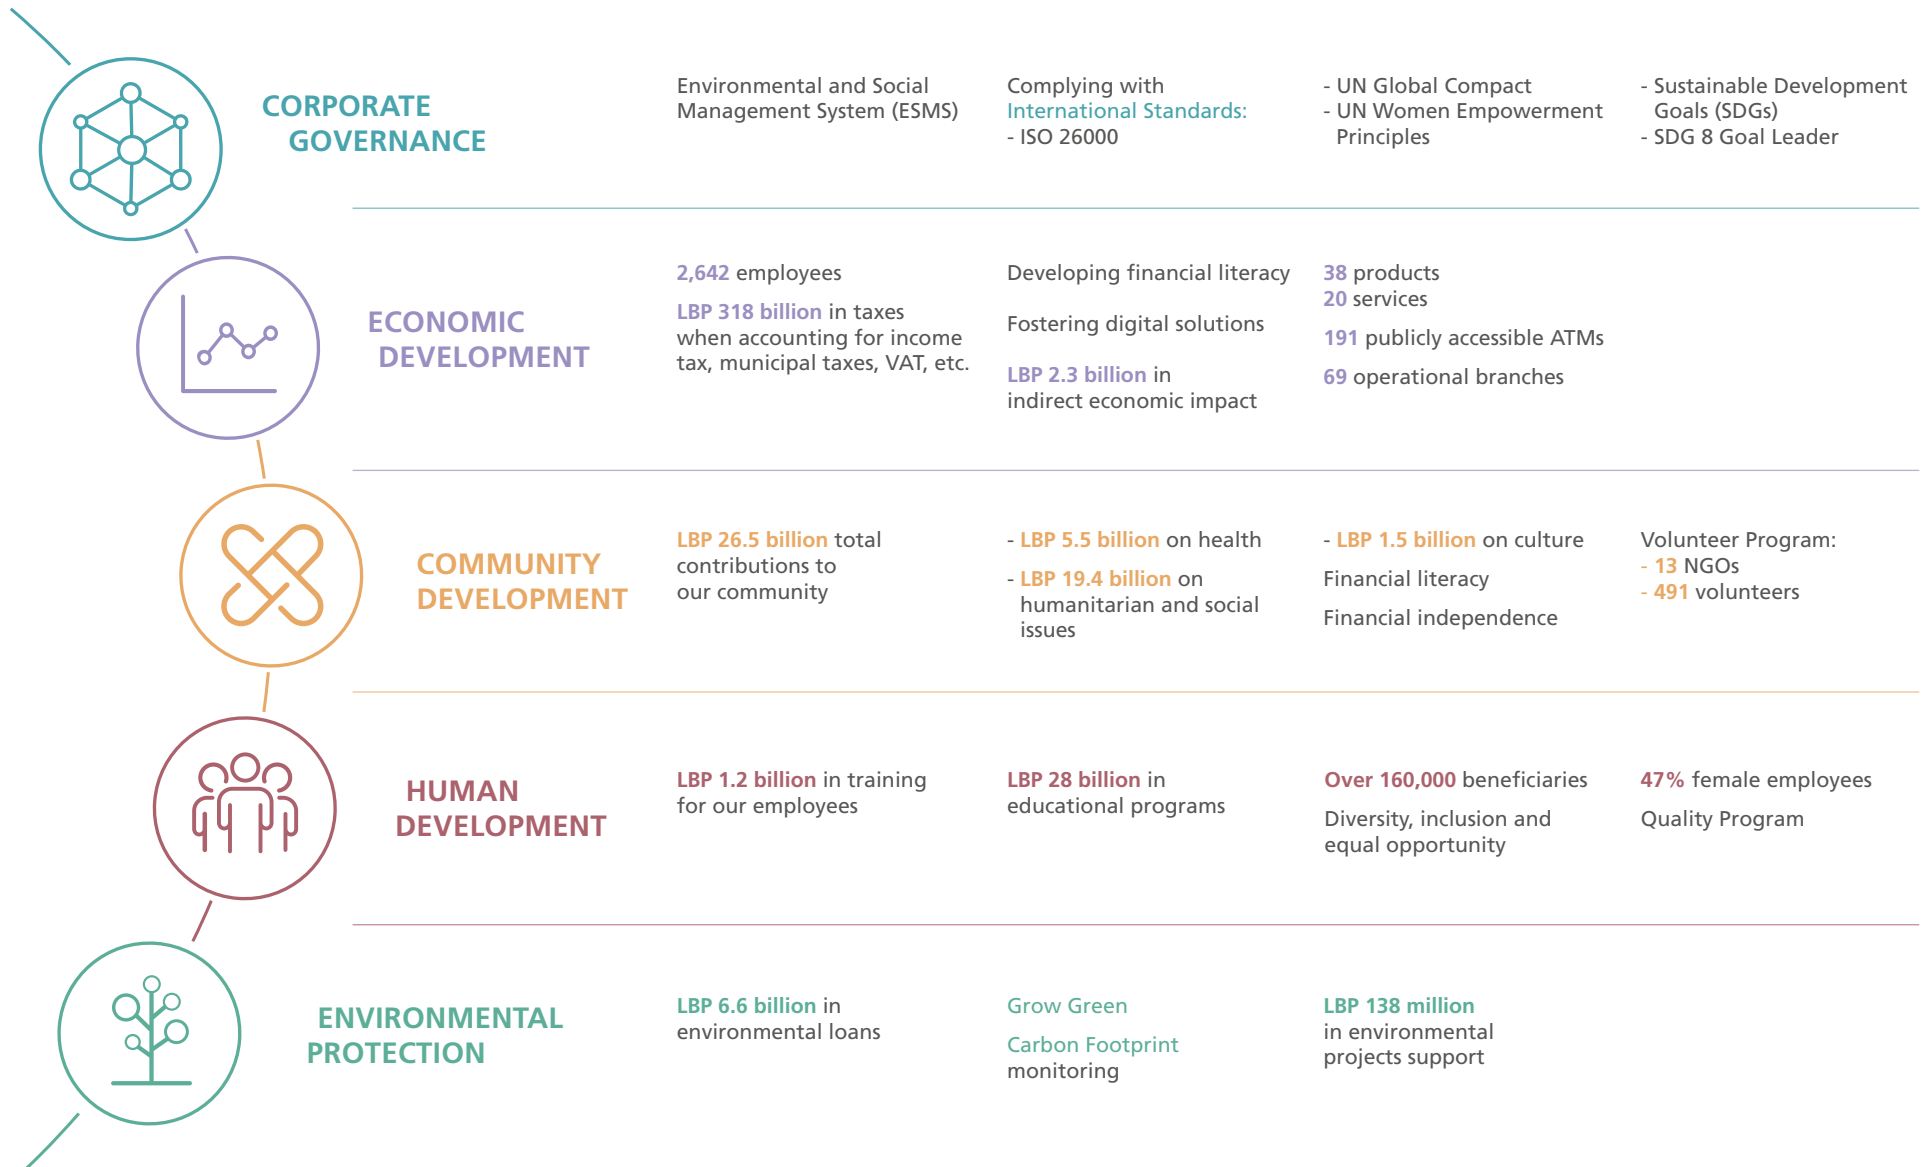 CORPORATE
GOVERNANCE
Environmental and Social
Management System (ESMS)
Complying with
International Standards:
- ISO 26000
- UN Global Compact
- UN Women Empowerment
Principles
- Sustainable Development
Goals (SDGs)
- SDG 8 Goal Leader
ECONOMIC
DEVELOPMENT
2,642 employees
LBP 318 billion in taxes
when accounting for income
tax, municipal taxes, VAT, etc.
Developing financial literacy
Fostering digital solutions
LBP 2.3 billion in
indirect economic impact
38 products
20 services
191 publicly accessible ATMs
69 operational branches
COMMUNITY
DEVELOPMENT
LBP 26.5 billion total
contributions to
our community
- LBP 5.5 billion on health
- LBP 19.4 billion on
humanitarian and social
issues
- LBP 1.5 billion on culture
Financial literacy
Financial independence
Volunteer Program:
- 13 NGOs
- 491 volunteers
HUMAN
DEVELOPMENT
LBP 1.2 billion in training
for our employees
LBP 28 billion in
educational programs
Over 160,000 beneficiaries
Diversity, inclusion and
equal opportunity
47% female employees
Quality Program
ENVIRONMENTAL
PROTECTION
LBP 6.6 billion in
environmental loans
Grow Green
Carbon Footprint
monitoring
LBP 138 million
in environmental
projects support